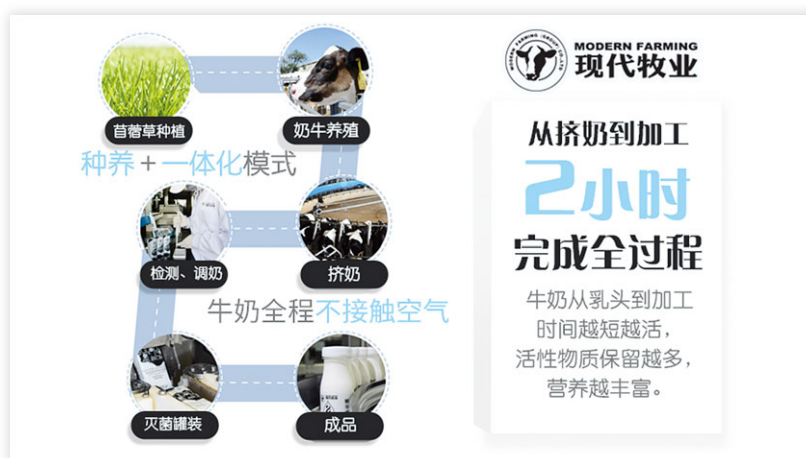 苜蓿草种植
奶牛养殖
种养+一体化模式
检测、调奶
挤奶
牛奶全程不接触空气
灭菌罐装
成品
MODERN FARMING
现代牧业
从挤奶到加工
2小时
完成全过程
牛奶从乳头到加工
时间越短越活，
活性物质保留越多，
营养越丰富。